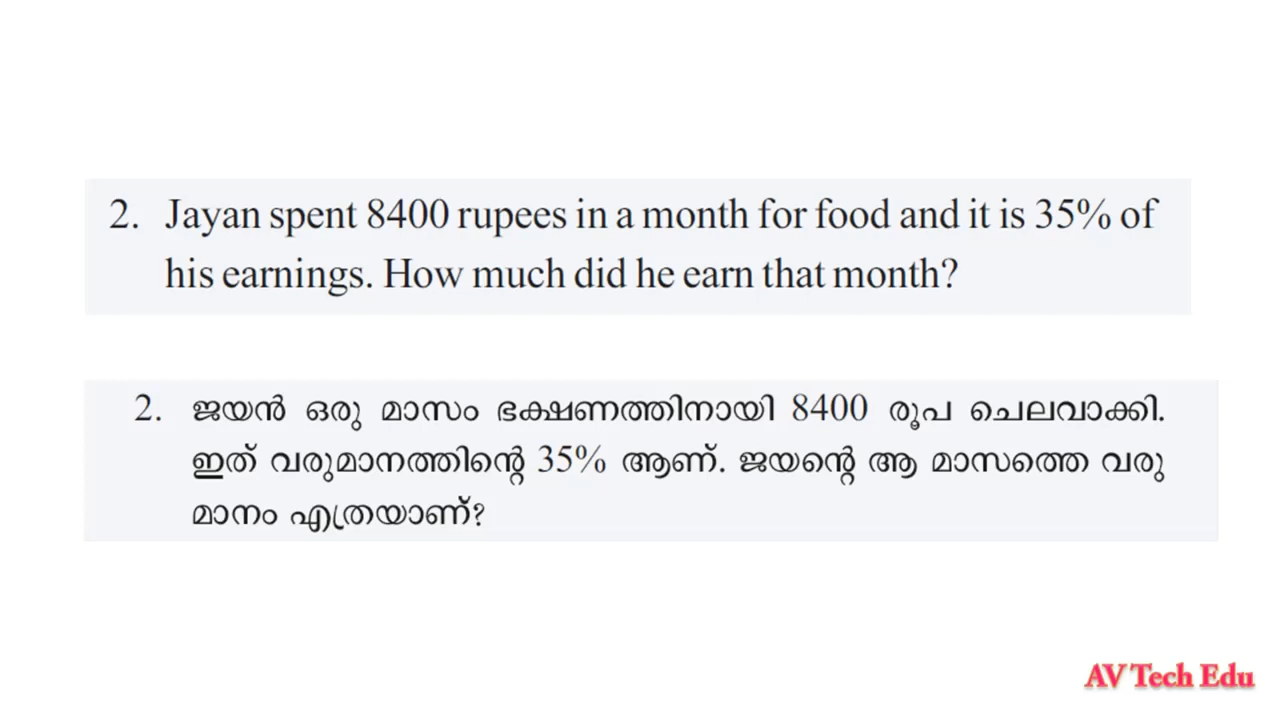 2. Jayan spent 8400 rupees in a month for food and it is 35% of
his earnings. How much did he earn that month?
2. ജയൻ ഒരു മാസം ഭക്ഷണത്തിനായി 8400 രൂപ ചെലവാക്കി.
ഇത് വരുമാനത്തിന്റെ 35% ആണ്. ജയന്റെ ആ മാസത്തെ വരു
മാനം എത്രയാണ്?
AV Tech Edu